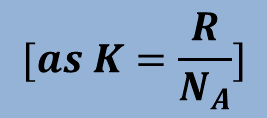 [as K = R/N_A]